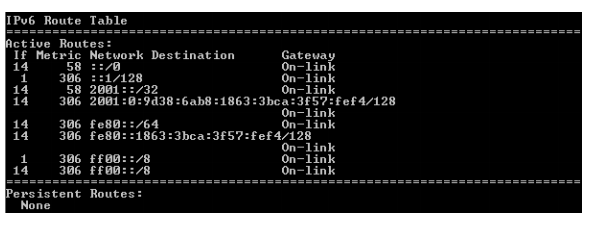 IPv6 Route Table
===========================================================================
Active Routes:
 If Metric Network Destination      Gateway
 14     58 ::/0                     On-link
  1    306 ::1/128                  On-link
 14     58 2001::/32                On-link
 14    306 2001:0:9d38:6ab8:1863:3bca:3f57:fef4/128
                                    On-link
 14    306 fe80::/64                On-link
 14    306 fe80::1863:3bca:3f57:fef4/128
                                    On-link
  1    306 ff00::/8                 On-link
 14    306 ff00::/8                 On-link
===========================================================================
Persistent Routes:
  None